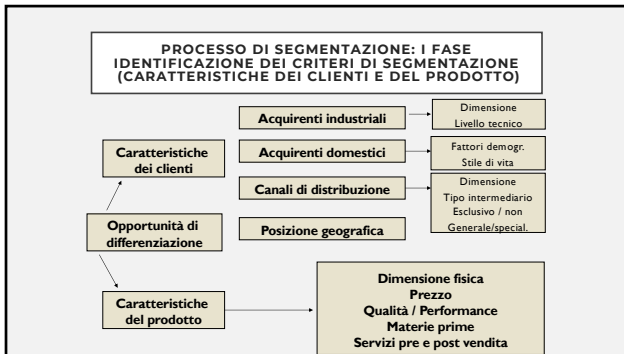 PROCESSO DI SEGMENTAZIONE: I FASE
IDENTIFICAZIONE DEI CRITERI DI SEGMENTAZIONE
(CARATTERISTICHE DEI CLIENTI E DEL PRODOTTO)
Acquirenti industriali
Dimensione
Livello tecnico
Caratteristiche
dei clienti
Acquirenti domestici
Fattori demogr.
Stile di vita
Canali di distribuzione
Dimensione
Tipo intermediario
Esclusivo / non
Generale/special.
Opportunità di
differenziazione
Posizione geografica
Caratteristiche
del prodotto
Dimensione fisica
Prezzo
Qualità / Performance
Materie prime
Servizi pre e post vendita